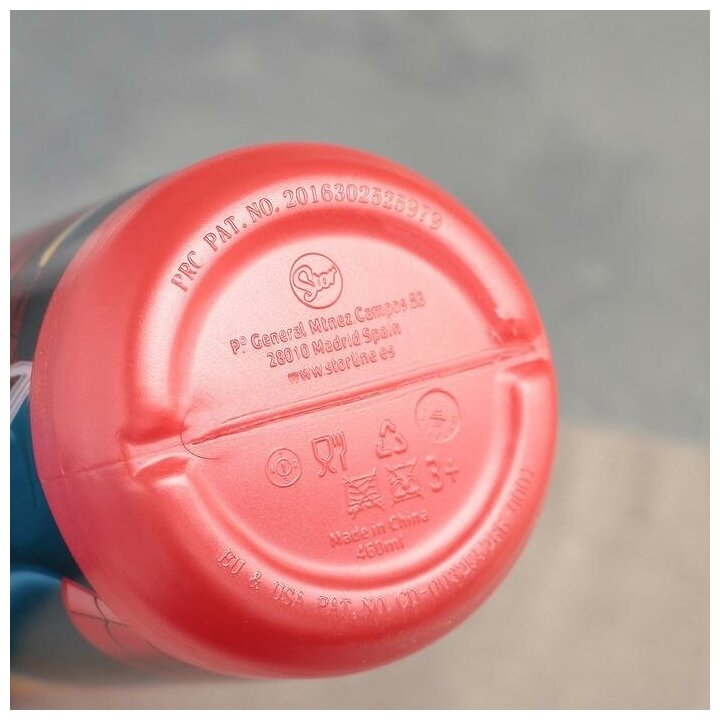 PRC PAT.NO. 2016302525979
Stor
Pº General Mtnez Campos 53
28010 Madrid Spain
www.storline.es
3+
Made in China
460ml
EU & USA PAT.NO.